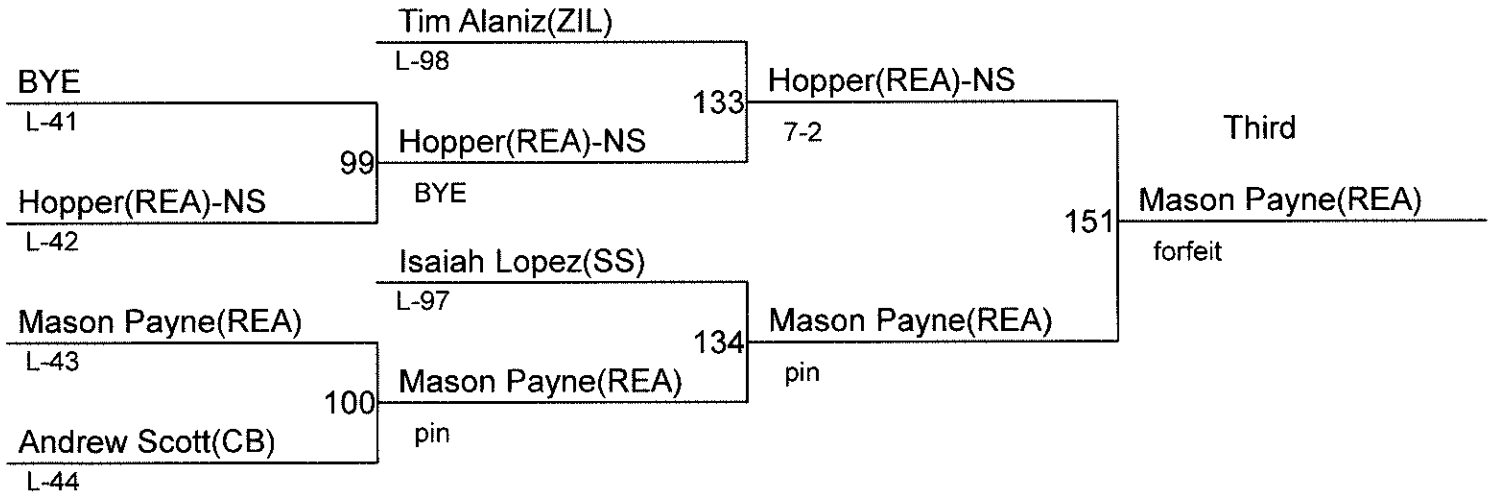 Tim Alaniz(ZIL)
L-98
BYE
L-41
133
Hopper(REA)-NS
7-2
Third
99
Hopper(REA)-NS
BYE
Hopper(REA)-NS
L-42
151
Mason Payne(REA)
forfeit
Isaiah Lopez(SS)
L-97
Mason Payne(REA)
L-43
134
Mason Payne(REA)
pin
100
Mason Payne(REA)
pin
Andrew Scott(CB)
L-44